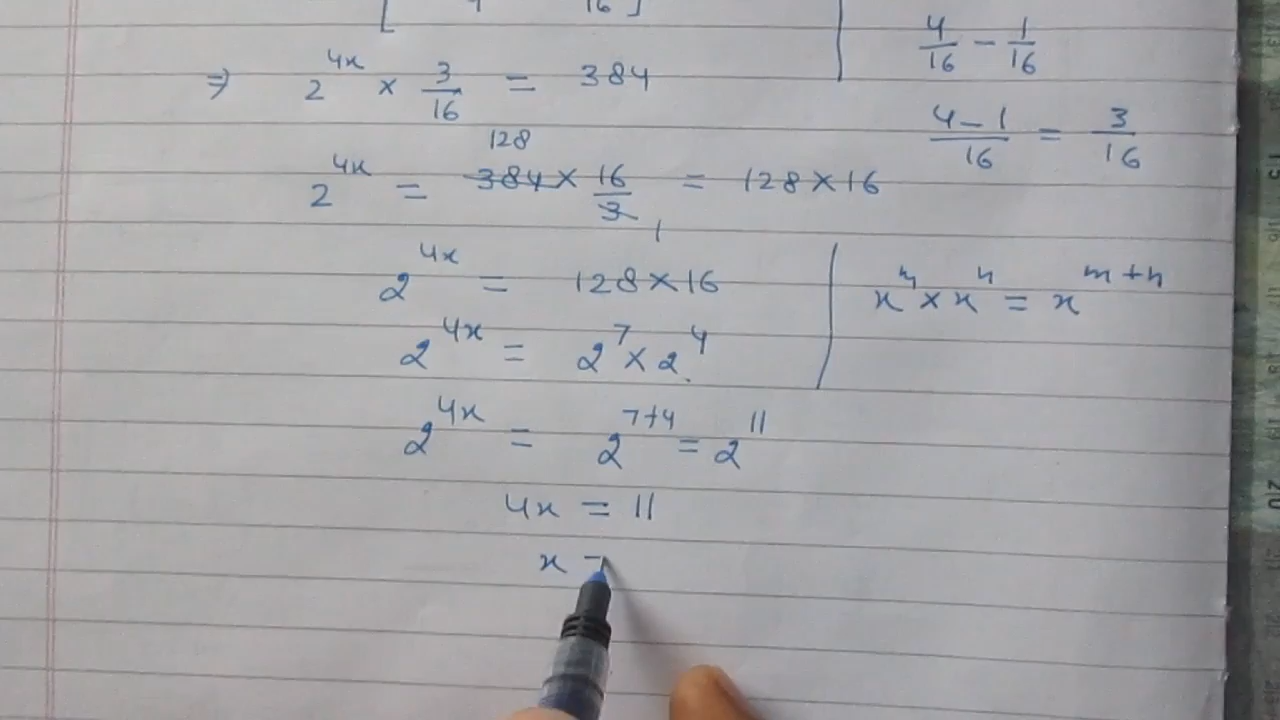 4 16 ]
4/16 - 1/16
⇒ 2^4x × 3/16 = 384
4-1/16 = 3/16
128
2^4x = 384 × 16/3 = 128 × 16
1
2^4x = 128 × 16
x^m × x^n = x^m+n
2^4x = 2^7 × 2^4
2^4x = 2^7+4 = 2^11
4x = 11
x =